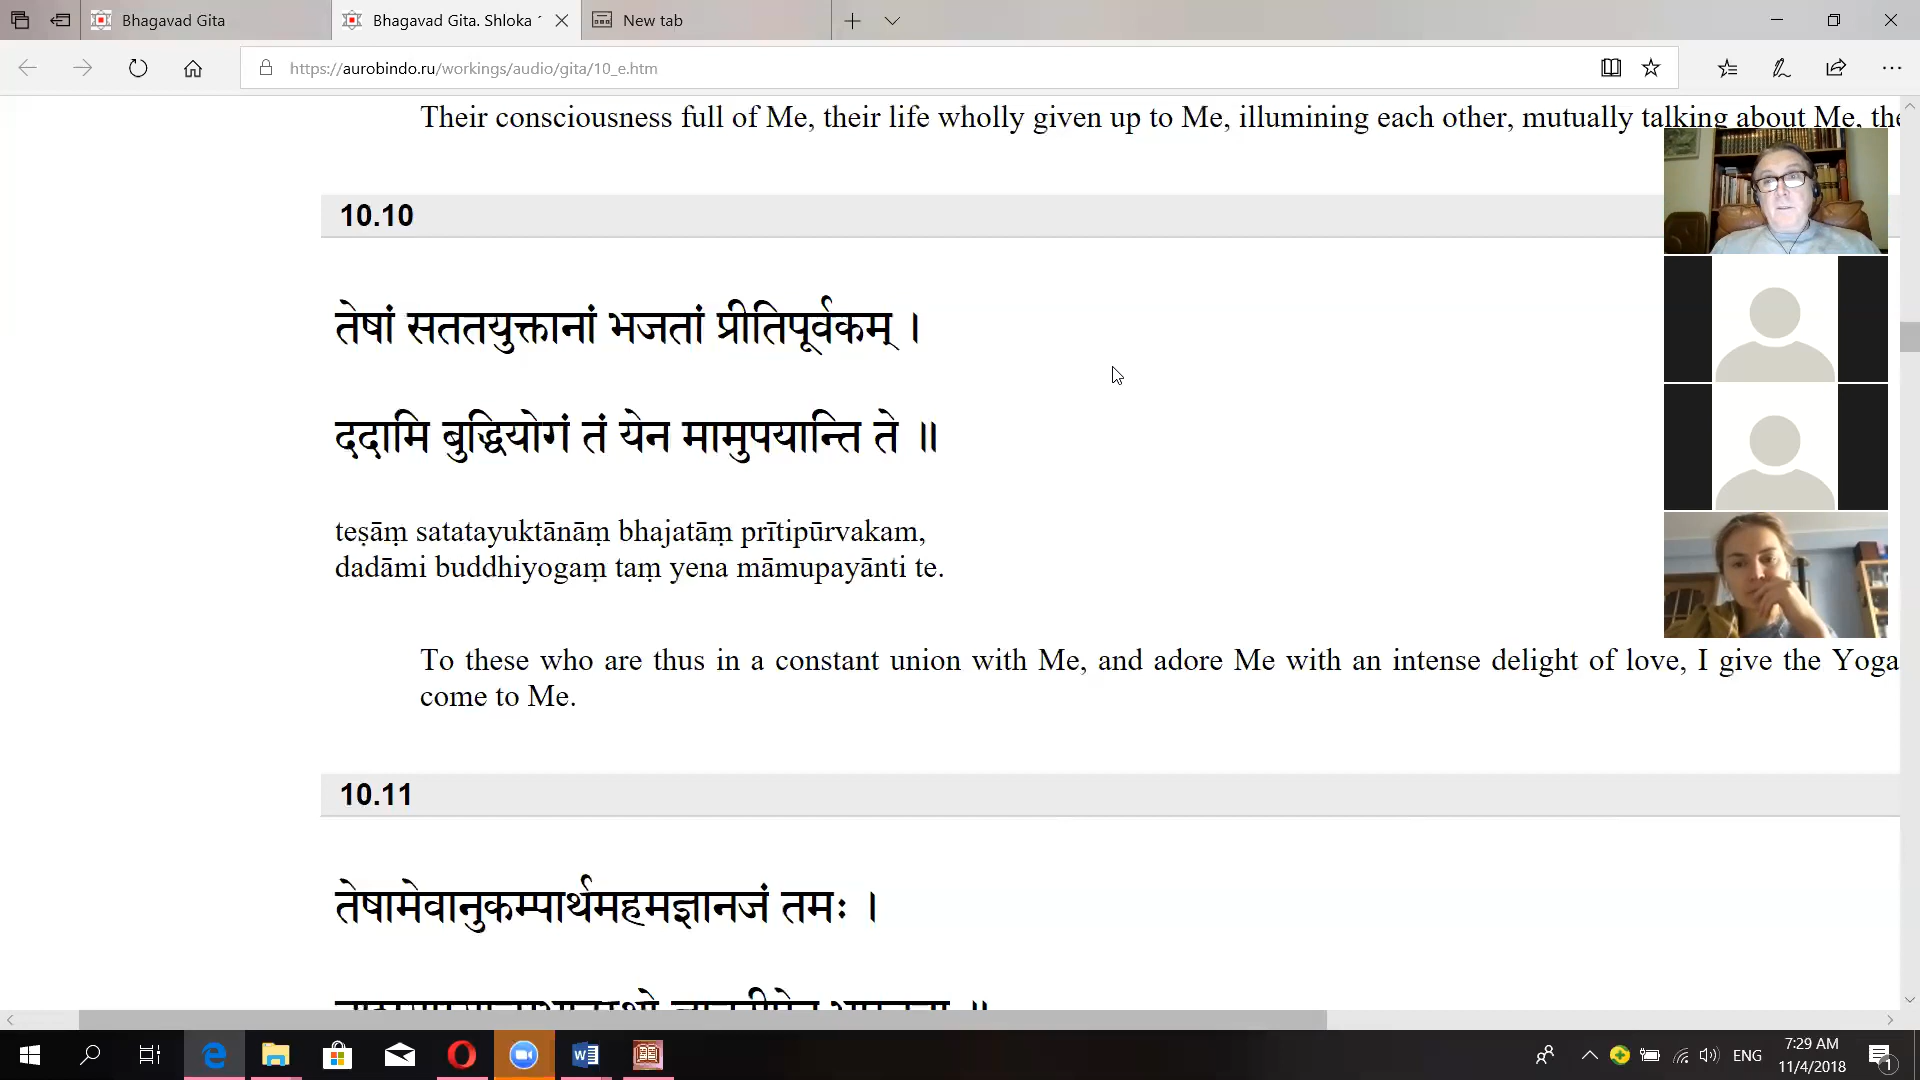 Bhagavad Gita
Bhagavad Gita. Shloka
New tab
https://aurobindo.ru/workings/audio/gita/10_e.htm
Their consciousness full of Me, their life wholly given up to Me, illumining each other, mutually talking about Me,
10.10
तेषां सततयुक्तानां भजतां प्रीतिपूर्वकम् ।
ददामि बुद्धियोगं तं येन मामुपयान्ति ते ॥
teṣāṃ satatayuktānāṃ bhajatāṃ prītipūrvakam,
dadāmi buddhiyogaṃ taṃ yena māmupayānti te.
To these who are thus in a constant union with Me, and adore Me with an intense delight of love, I give the Yoga
come to Me.
10.11
तेषामेवानुकम्पार्थमहमज्ञानजं तमः ।
ENG
7:29 AM
11/4/2018
1